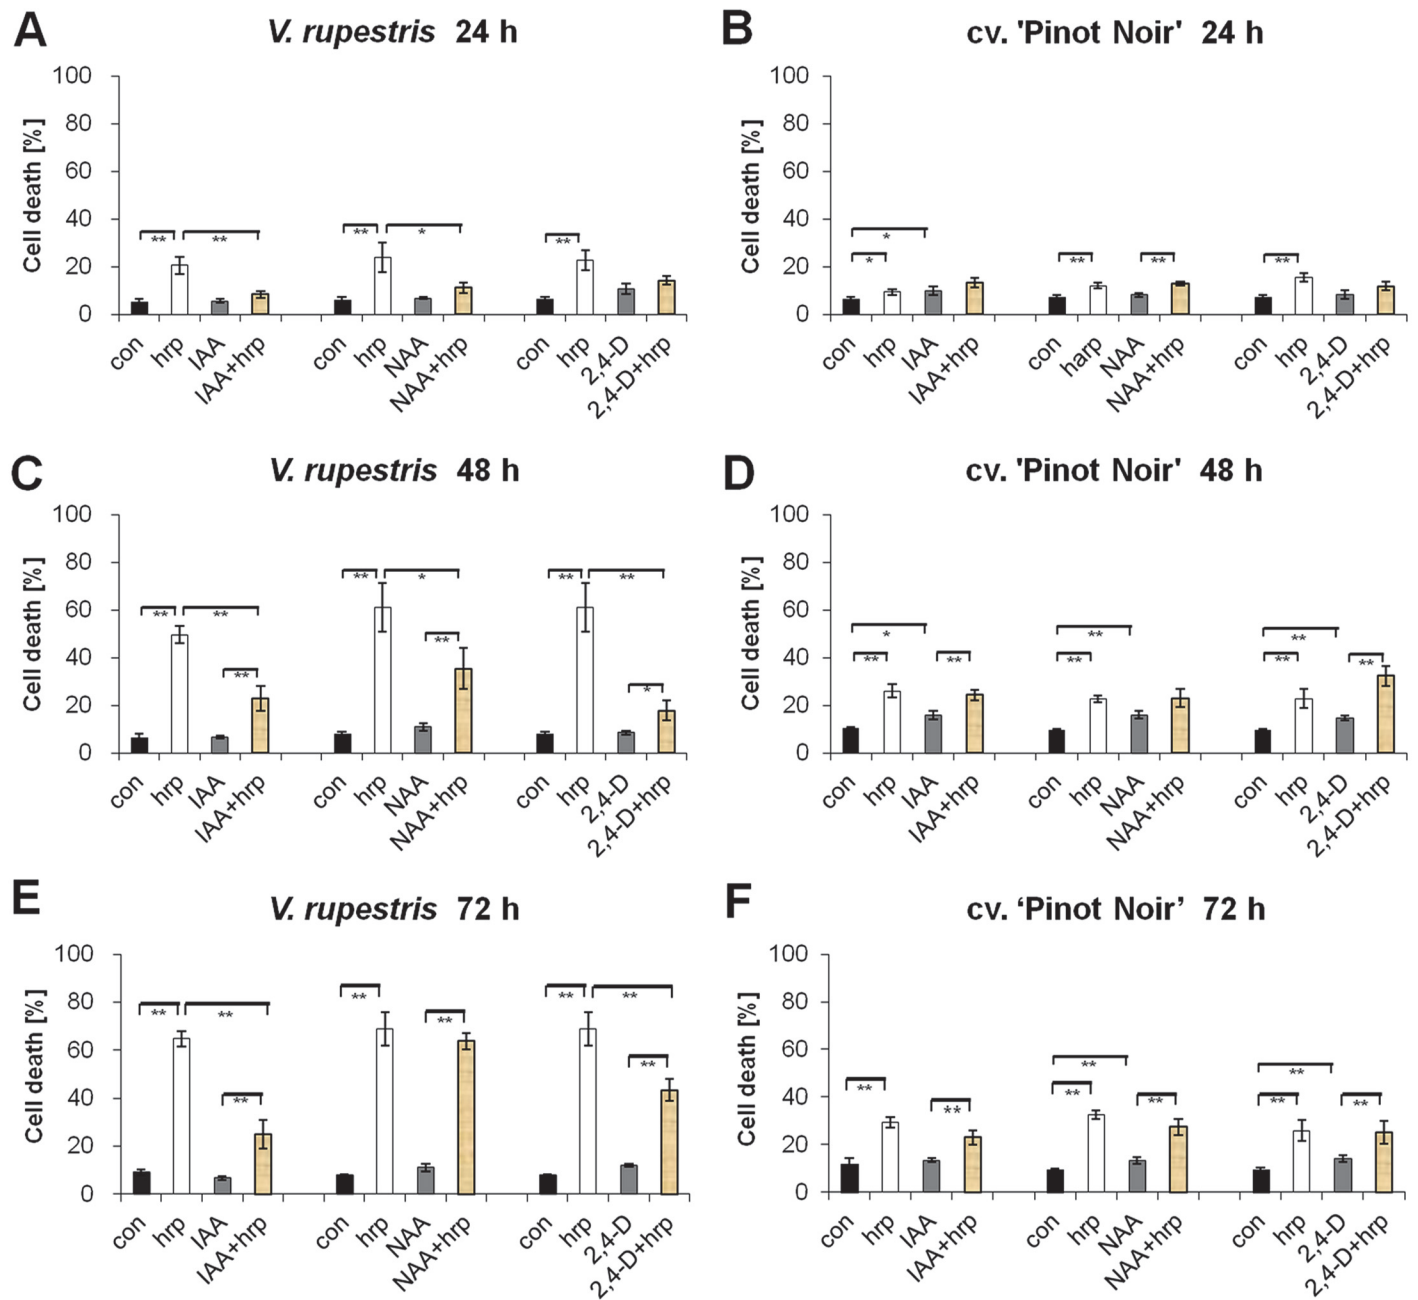 A
V. rupestris 24 h
Cell death [%]
100
80
60
40
20
0
** ** ** * **
con hrp IAA IAA+hrp con hrp NAA NAA+hrp con hrp 2,4-D 2,4-D+hrp
B
cv. 'Pinot Noir' 24 h
Cell death [%]
100
80
60
40
20
0
*
* ** ** **
con hrp IAA IAA+hrp con harp NAA NAA+hrp con hrp 2,4-D 2,4-D+hrp
C
V. rupestris 48 h
Cell death [%]
100
80
60
40
20
0
** * ** **
** **
**
**
*
con hrp IAA IAA+hrp con hrp NAA NAA+hrp con hrp 2,4-D 2,4-D+hrp
D
cv. 'Pinot Noir' 48 h
Cell death [%]
100
80
60
40
20
0
* ** **
** ** ** ** **
con hrp IAA IAA+hrp con hrp NAA NAA+hrp con hrp 2,4-D 2,4-D+hrp
E
V. rupestris 72 h
Cell death [%]
100
80
60
40
20
0
** ** **
** ** **
**
**
con hrp IAA IAA+hrp con hrp NAA NAA+hrp con hrp 2,4-D 2,4-D+hrp
F
cv. ‘Pinot Noir’ 72 h
Cell death [%]
100
80
60
40
20
0
** **
** ** ** ** ** **
con hrp IAA IAA+hrp con hrp NAA NAA+hrp con hrp 2,4-D 2,4-D+hrp